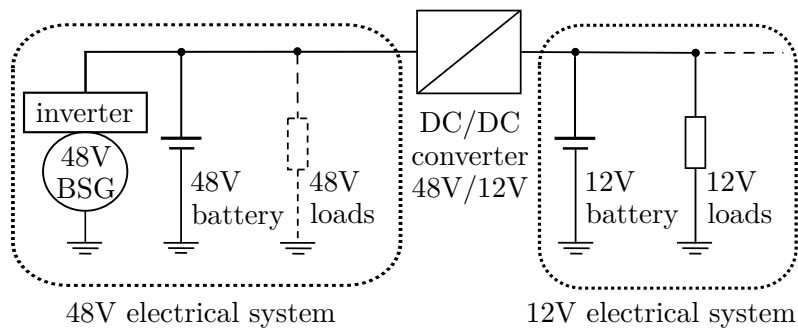 inverter
48V
BSG
48V
battery
48V
loads
DC/DC
converter
48V/12V
12V
battery
12V
loads
48V electrical system
12V electrical system